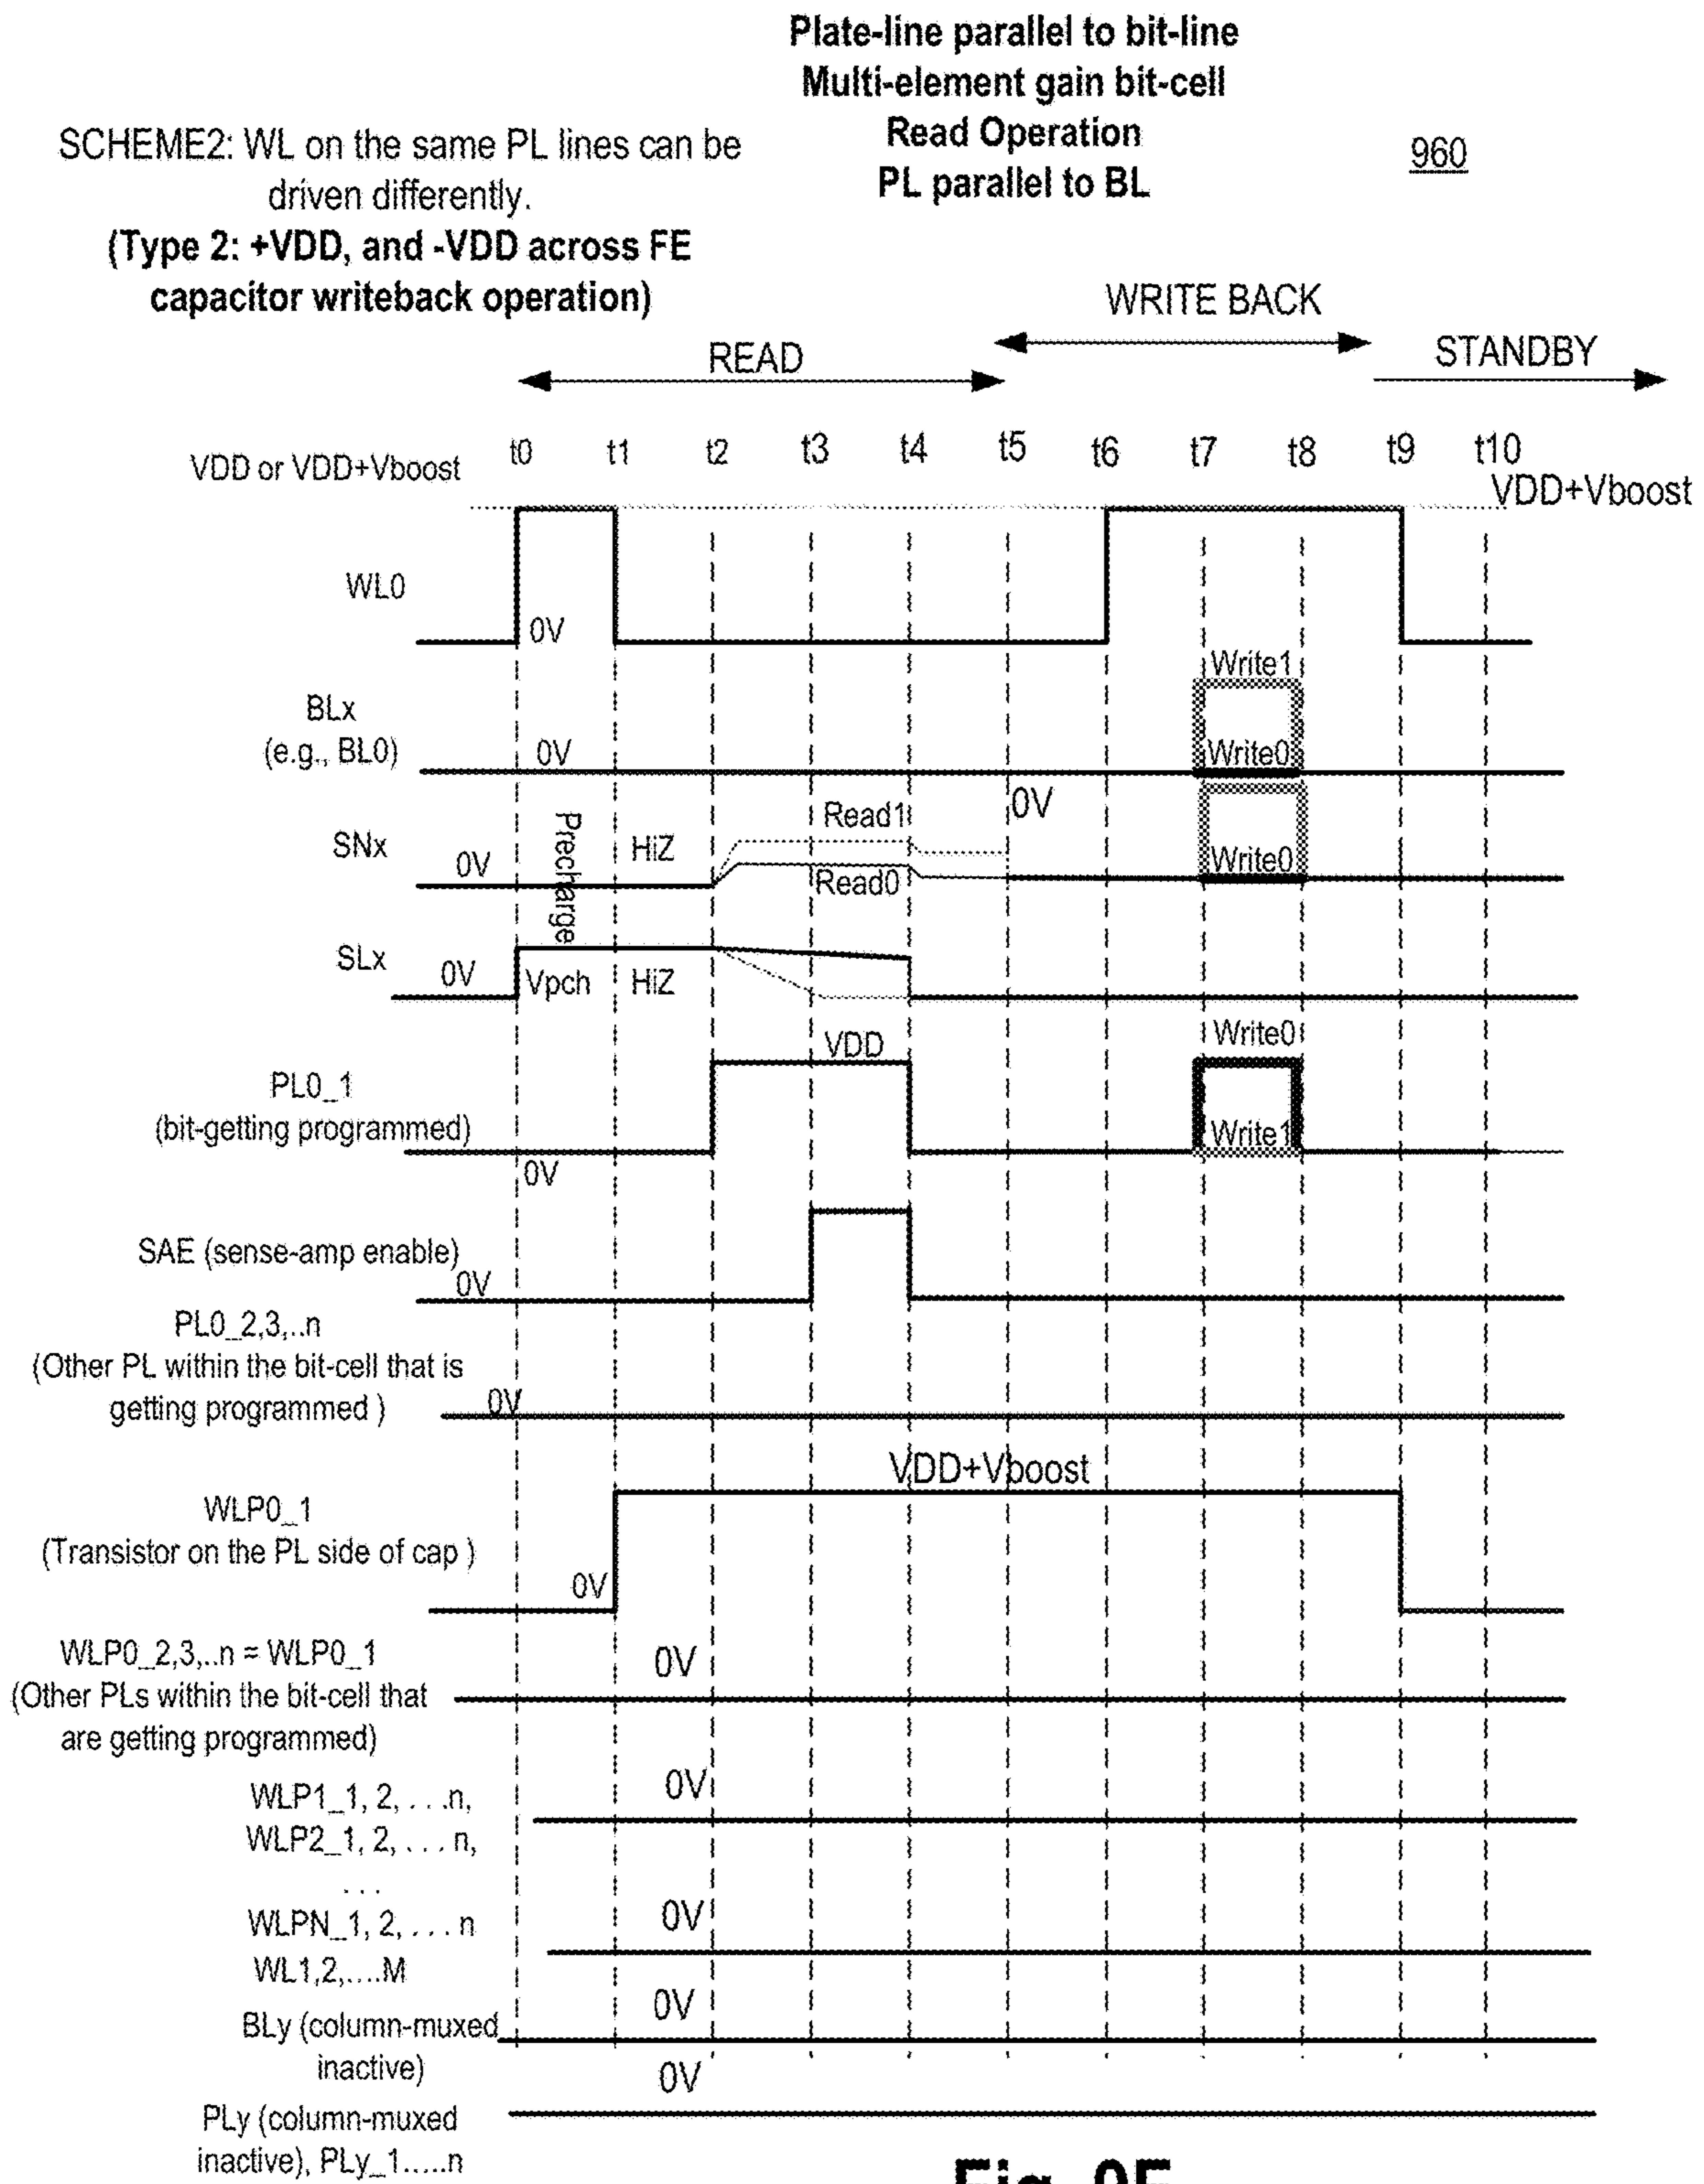 Plate-line parallel to bit-line
Multi-element gain bit-cell
Read Operation
PL parallel to BL
960
SCHEME2: WL on the same PL lines can be
driven differently.
(Type 2: +VDD, and -VDD across FE
capacitor writeback operation)
WRITE BACK
READ
STANDBY
VDD or VDD+Vboost
t0 t1 t2 t3 t4 t5 t6 t7 t8 t9 t10
VDD+Vboost
WL0
0V
BLx
(e.g., BL0)
0V
Write1
Write0
SNx
0V
Precharge
HiZ
Read1
Read0
0V
Write0
SLx
0V
Vpch
HiZ
PL0_1
(bit-getting programmed)
0V
VDD
Write0
Write1
SAE (sense-amp enable)
0V
PL0_2,3,..n
(Other PL within the bit-cell that is
getting programmed )
0V
VDD+Vboost
WLP0_1
(Transistor on the PL side of cap )
0V
WLP0_2,3,..n = WLP0_1
(Other PLs within the bit-cell that
are getting programmed)
0V
WLP1_1, 2, . . .n,
WLP2_1, 2, . . . n,
. . .
0V
WLPN_1, 2, . . . n
WL1,2,....M
0V
BLy (column-muxed
inactive)
0V
PLy (column-muxed
inactive), PLy_1.....n
0V